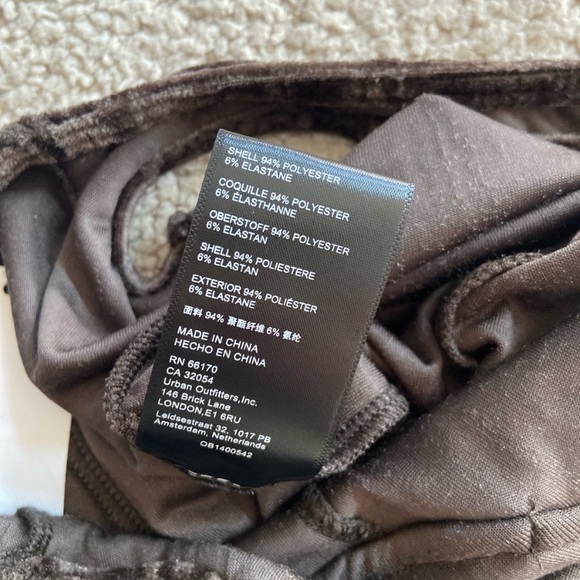 SHELL 94% POLYESTER
6% ELASTANE
COQUILLE 94% POLYESTER
6% ÉLASTHANNE
OBERSTOFF 94% POLYESTER
6% ELASTAN
SHELL 94% POLIESTERE
6% ELASTAN
EXTERIOR 94% POLIÉSTER
6% ELASTANE
面料 94% 聚酯纤维 6% 氨纶
MADE IN CHINA
HECHO EN CHINA
RN 66170
CA 32054
Urban Outfitters,Inc.
146 Brick Lane
LONDON,E1 6RU
Leidsestraat 32, 1017 PB
Amsterdam, Netherlands
OB1400542